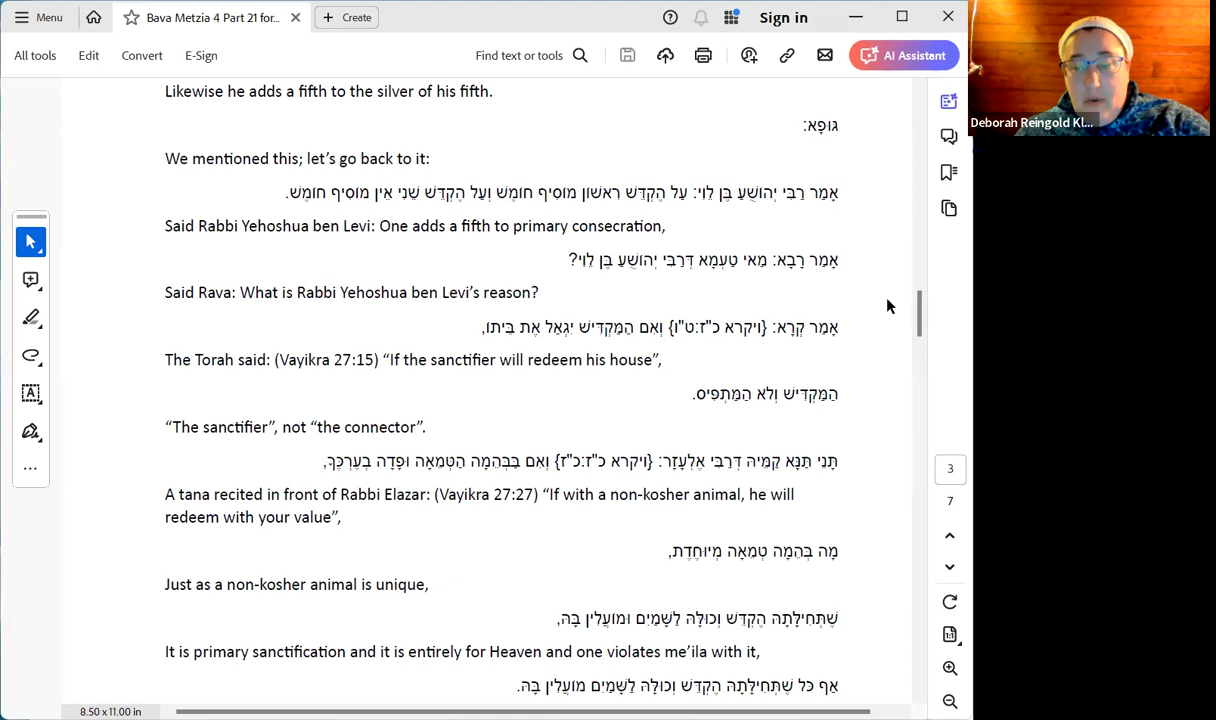 Menu
Bava Metzia 4 Part 21 for...
Create
Sign in
All tools
Edit
Convert
E-Sign
Find text or tools
AI Assistant
Deborah Reingold Kl...
Likewise he adds a fifth to the silver of his fifth.
גּוּפָא:
We mentioned this; let's go back to it:
אָמַר רַבִּי יְהוֹשֻׁעַ בֶּן לֵוִי: עַל הֶקְדֵּשׁ רִאשׁוֹן מוֹסִיף חוֹמֶשׁ וְעַל הֶקְדֵּשׁ שֵׁנִי אֵין מוֹסִיף חוֹמֶשׁ.
Said Rabbi Yehoshua ben Levi: One adds a fifth to primary consecration,
אָמַר רָבָא: מַאי טַעְמָא דְּרַבִּי יְהוֹשֻׁעַ בֶּן לֵוִי?
Said Rava: What is Rabbi Yehoshua ben Levi's reason?
אָמַר קְרָא: {ויקרא כ"ז:ט"ו} וְאִם הַמַּקְדִּישׁ יִגְאַל אֶת בֵּיתוֹ,
The Torah said: (Vayikra 27:15) “If the sanctifier will redeem his house”,
הַמַּקְדִּישׁ וְלֹא הַמַּתְפִּיס.
“The sanctifier”, not “the connector”.
תָּנֵי תַּנָּא קַמֵּיהּ דְּרַבִּי אֶלְעָזָר: {ויקרא כ"ז:כ"ז} וְאִם בַּבְּהֵמָה הַטְּמֵאָה וּפָדָה בְעֶרְכֶּךָ,
A tana recited in front of Rabbi Elazar: (Vayikra 27:27) “If with a non-kosher animal, he will
redeem with your value”,
מָה בְּהֵמָה טְמֵאָה מְיוּחֶדֶת,
Just as a non-kosher animal is unique,
שֶׁתְּחִילָּתָהּ הֶקְדֵּשׁ וְכוּלָּהּ לַשָּׁמַיִם וּמוֹעֲלִין בָּהּ,
It is primary sanctification and it is entirely for Heaven and one violates me'ila with it,
אַף כֹּל שֶׁתְּחִילָּתָהּ הֶקְדֵּשׁ וְכוּלָּהּ לַשָּׁמַיִם מוֹעֲלִין בָּהּ.
3
7
8.50 x 11.00 in